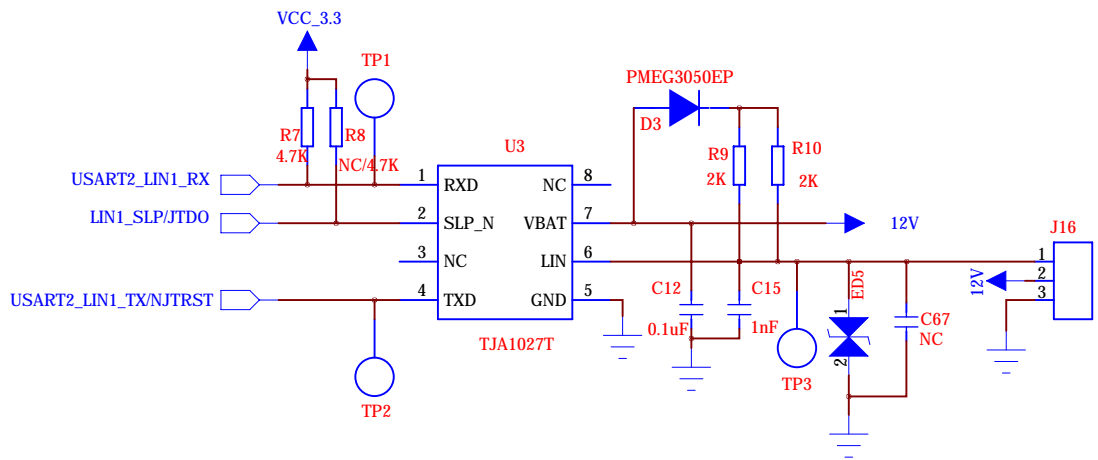 VCC_3.3
TP1
PMEG3050EP
D3
R7
4.7K
R8
NC/4.7K
U3
R9
2K
R10
2K
USART2_LIN1_RX
1
RXD
NC
8
LIN1_SLP/JTDO
2
SLP_N
VBAT
7
12V
3
NC
LIN
6
J16
1
2
3
12V
USART2_LIN1_TX/NJTRST
4
TXD
GND
5
TJA1027T
C12
0.1uF
C15
1nF
ED5
1
2
C67
NC
TP3
TP2